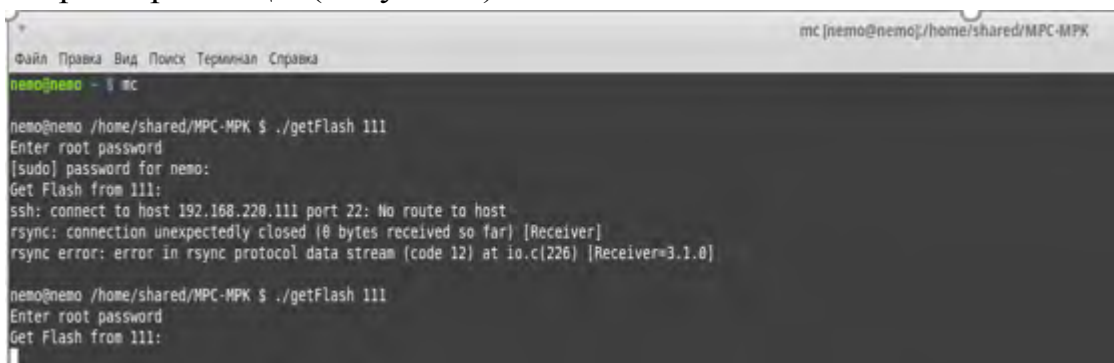 mc [nemo@nemo]:/home/shared/MPC-MPK
Файл Правка Вид Поиск Терминал Справка
nemo@nemo ~ $ mc
nemo@nemo /home/shared/MPC-MPK $ ./getFlash 111
Enter root password
[sudo] password for nemo:
Get Flash from 111:
ssh: connect to host 192.168.220.111 port 22: No route to host
rsync: connection unexpectedly closed (0 bytes received so far) [Receiver]
rsync error: error in rsync protocol data stream (code 12) at io.c(226) [Receiver=3.1.0]
nemo@nemo /home/shared/MPC-MPK $ ./getFlash 111
Enter root password
Get Flash from 111: